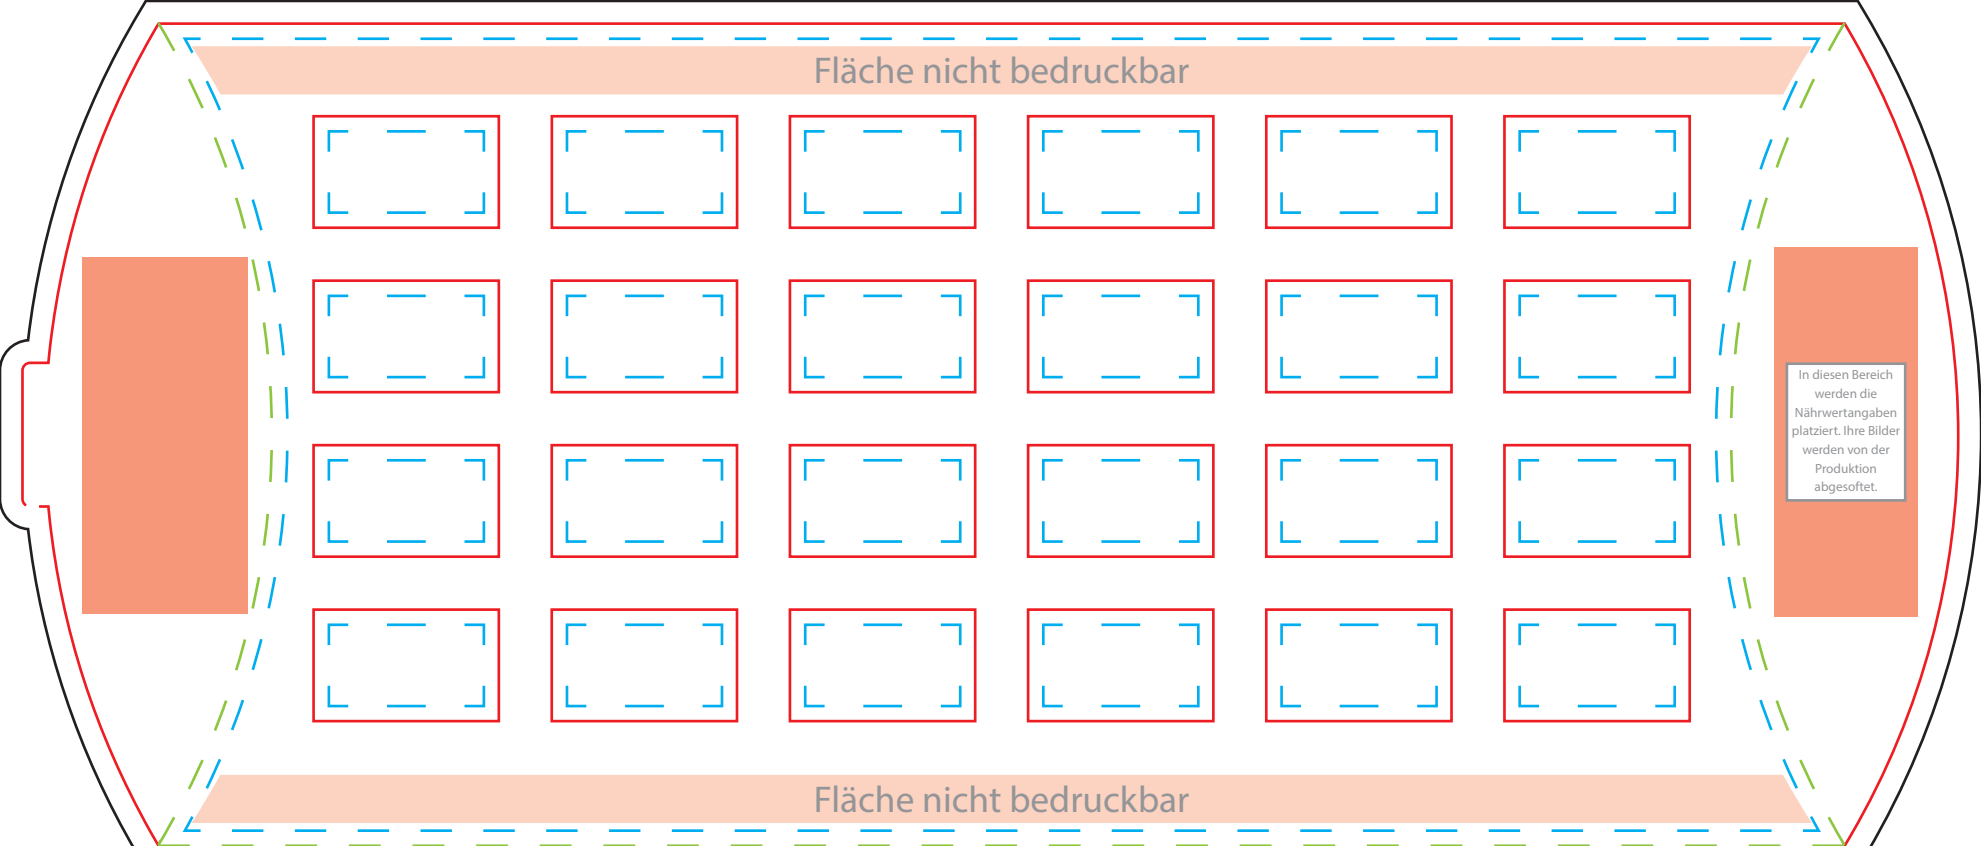 Fläche nicht bedruckbar
In diesen Bereich
werden die
Nährwertangaben
platziert. Ihre Bilder
werden von der
Produktion
abgesoftet.
Fläche nicht bedruckbar